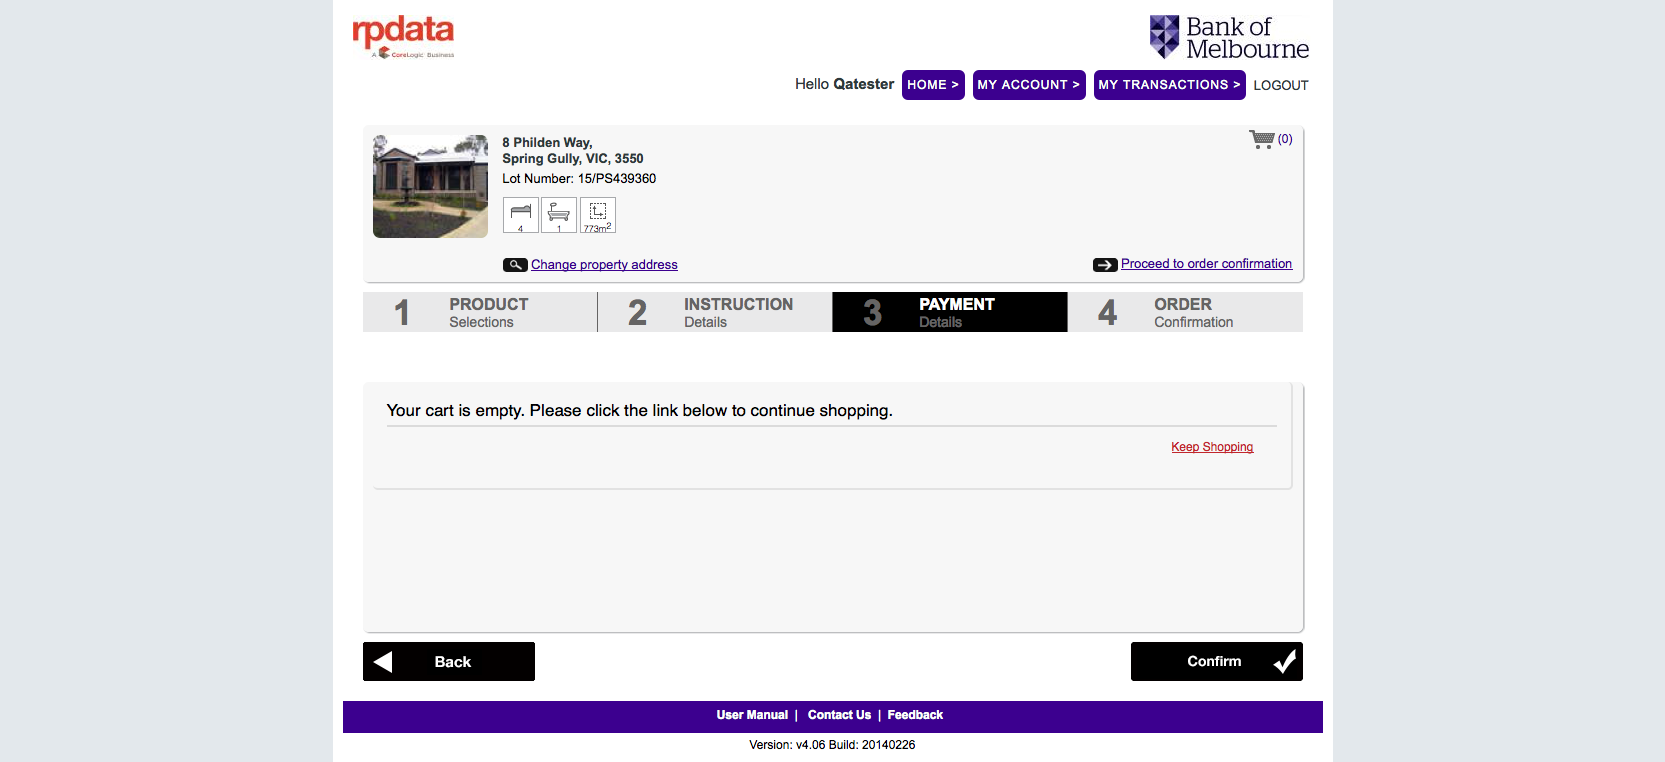 rpdata
A CoreLogic Business
Bank of
Melbourne
Hello Qatester
HOME >
MY ACCOUNT >
MY TRANSACTIONS >
LOGOUT
8 Philden Way,
Spring Gully, VIC, 3550
Lot Number: 15/PS439360
(0)
4
1
773m2
Change property address
Proceed to order confirmation
1 PRODUCT
Selections
2 INSTRUCTION
Details
3 PAYMENT
Details
4 ORDER
Confirmation
Your cart is empty. Please click the link below to continue shopping.
Keep Shopping
Back
Confirm
User Manual | Contact Us | Feedback
Version: v4.06 Build: 20140226